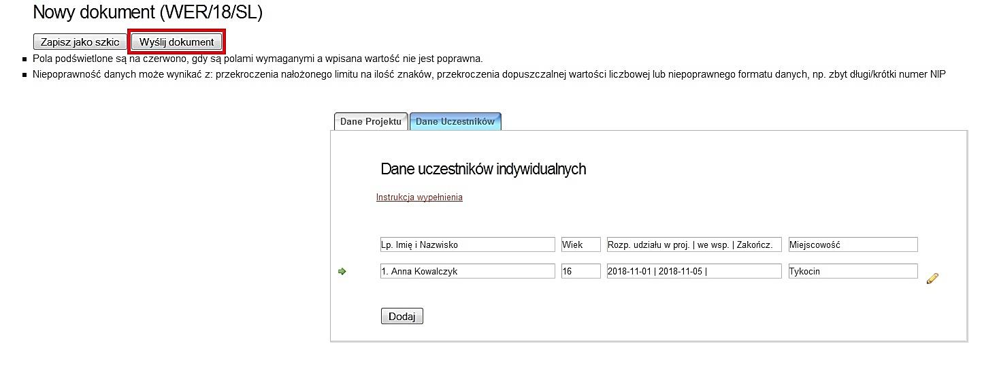 Nowy dokument (WER/18/SL)
Zapisz jako szkic Wyślij dokument
Pola podświetlone są na czerwono, gdy są polami wymaganymi a wpisana wartość nie jest poprawna.
Niepoprawność danych może wynikać z: przekroczenia nałożonego limitu na ilość znaków, przekroczenia dopuszczalnej wartości liczbowej lub niepoprawnego formatu danych, np. zbyt długi/krótki numer NIP
Dane Projektu Dane Uczestników
Dane uczestników indywidualnych
Instrukcja wypełnienia
Lp. Imię i Nazwisko Wiek Rozp. udziału w proj. | we wsp. | Zakończ. Miejscowość
1. Anna Kowalczyk 16 2018-11-01 | 2018-11-05 | Tykocin
Dodaj